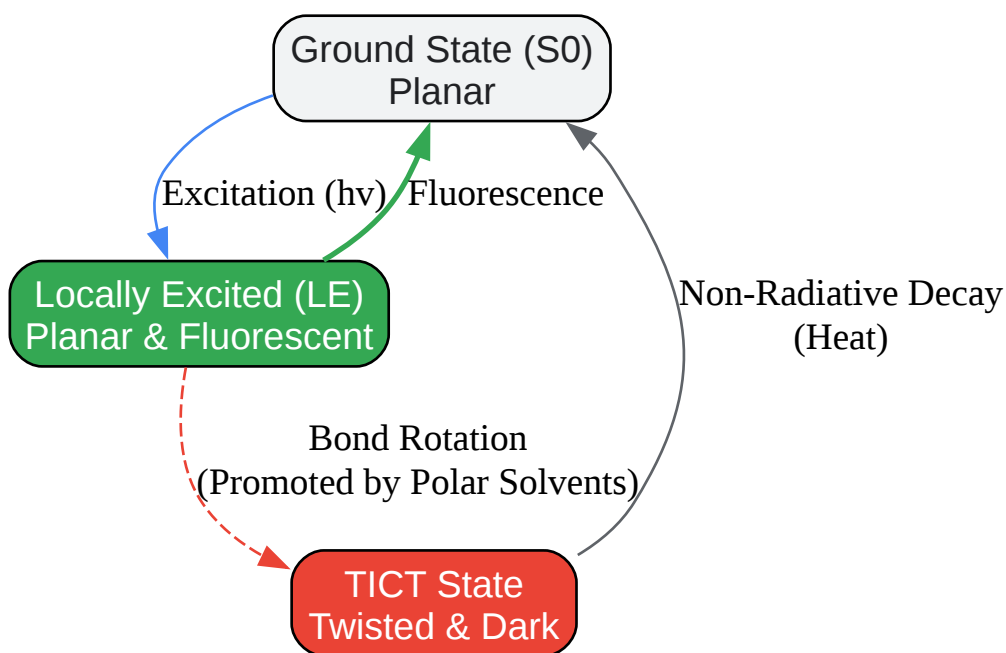 Ground State (S0)
Planar
Excitation (hv)
Fluorescence
Locally Excited (LE)
Planar & Fluorescent
Non-Radiative Decay
(Heat)
Bond Rotation
(Promoted by Polar Solvents)
TICT State
Twisted & Dark